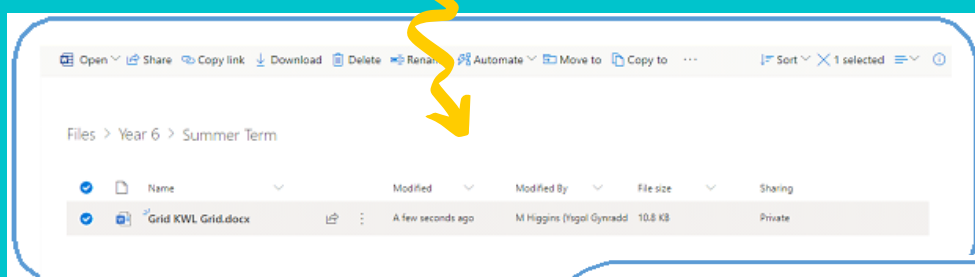 Open Share Copy link Download Delete Rename Automate Move to Copy to ... Sort 1 selected
Files > Year 6 > Summer Term
Name Modified Modified By File size Sharing
Grid KWL Grid.docx A few seconds ago M Higgins (Ysgol Gynradd 10.8 KB Private